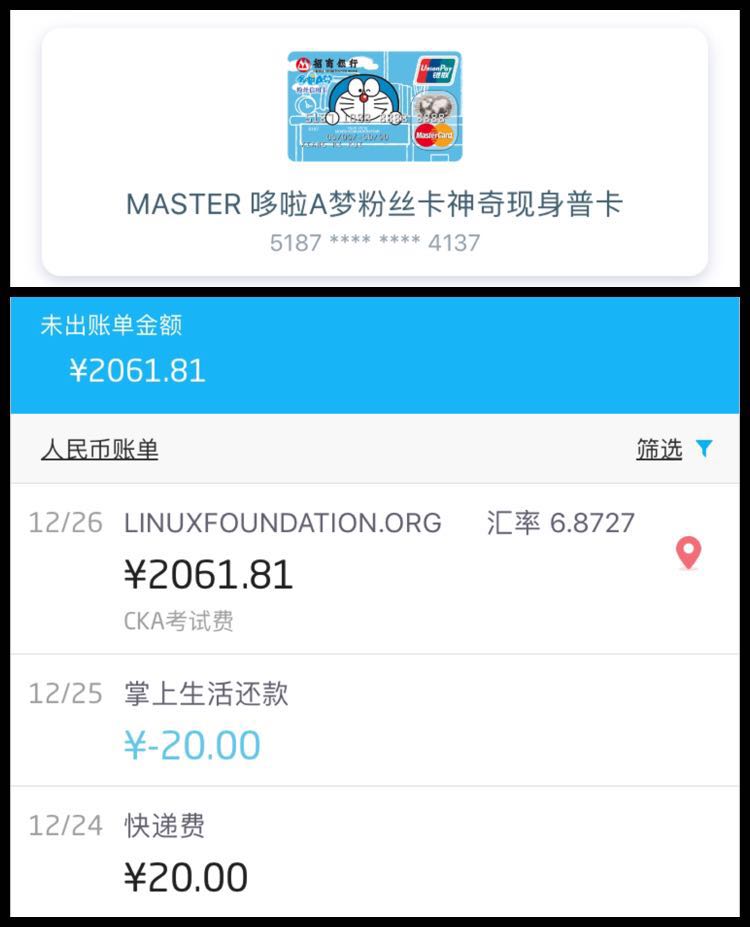 招商银行
UnionPay
银联
MasterCard
MASTER 哆啦A梦粉丝卡神奇现身普卡
5187 **** **** 4137
未出账单金额
¥2061.81
人民币账单
筛选
12/26 LINUXFOUNDATION.ORG 汇率 6.8727
¥2061.81
CKA考试费
12/25 掌上生活还款
¥-20.00
12/24 快递费
¥20.00